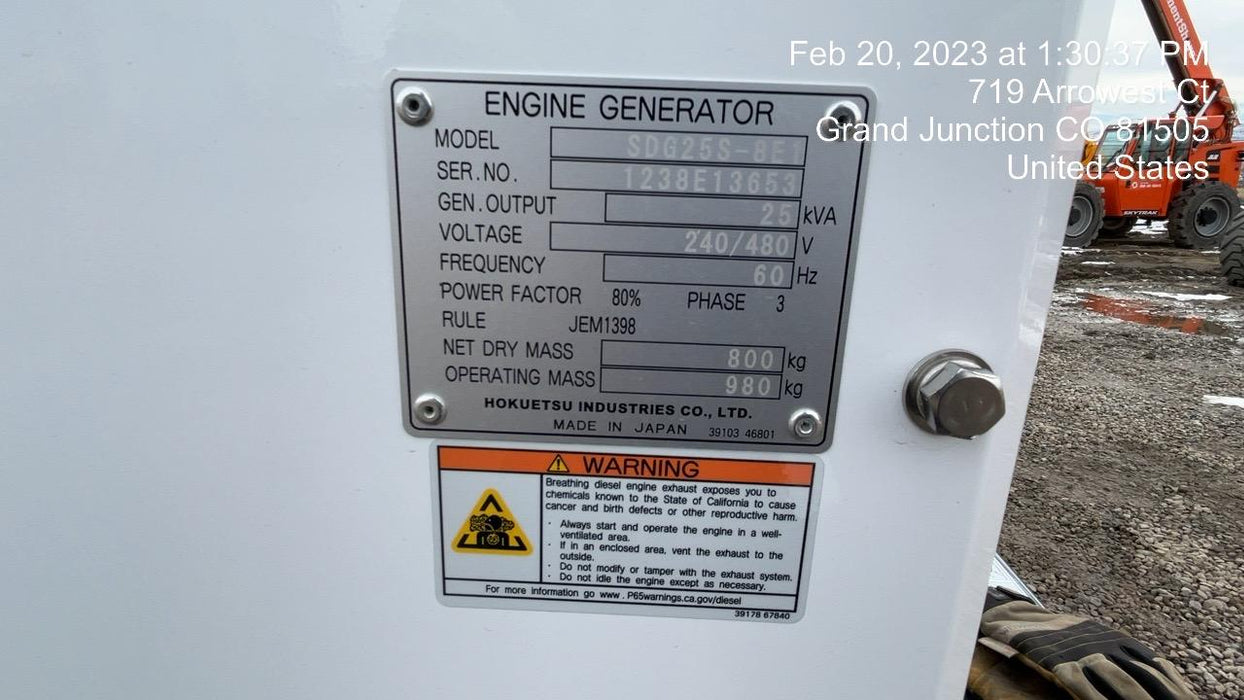 Feb 20, 2023 at 1:30:37 PM
719 Arrowest Ct
Grand Junction CO 81505
United States
ENGINE GENERATOR
MODEL SDG25S-8E1
SER.NO. 1238E13653
GEN.OUTPUT 25 kVA
VOLTAGE 240/480 V
FREQUENCY 60 Hz
POWER FACTOR 80% PHASE 3
RULE JEM1398
NET DRY MASS 800 kg
OPERATING MASS 980 kg
HOKUETSU INDUSTRIES CO., LTD.
MADE IN JAPAN 39103 46801
WARNING
Breathing diesel engine exhaust exposes you to
chemicals known to the State of California to cause
cancer and birth defects or other reproductive harm.
· Always start and operate the engine in a well-
ventilated area.
· If in an enclosed area, vent the exhaust to the
outside.
· Do not modify or tamper with the exhaust system.
· Do not idle the engine except as necessary.
For more information go www.P65warnings.ca.gov/diesel
39178 67840
SKYTRAK